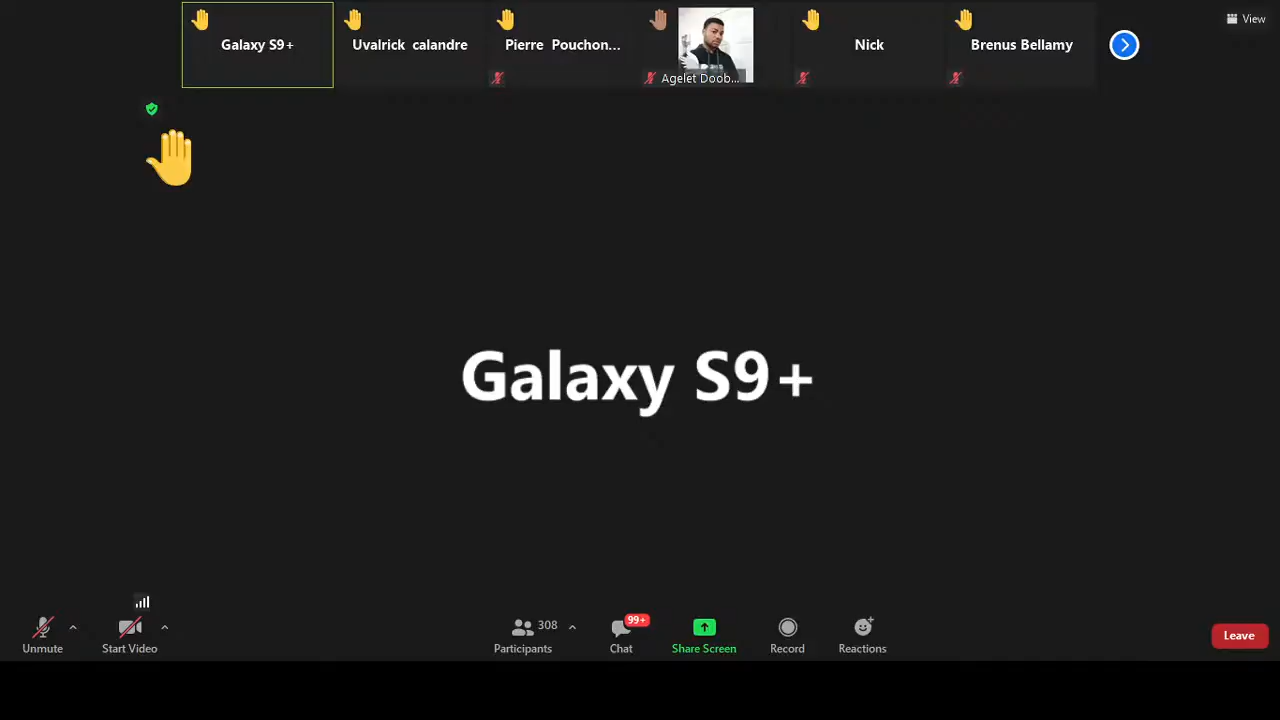 Galaxy S9+
Uvalrick calandre
Pierre Pouchon...
Agelet Doob...
Nick
Brenus Bellamy
View
Galaxy S9+
Unmute
Start Video
308
Participants
99+
Chat
Share Screen
Record
Reactions
Leave